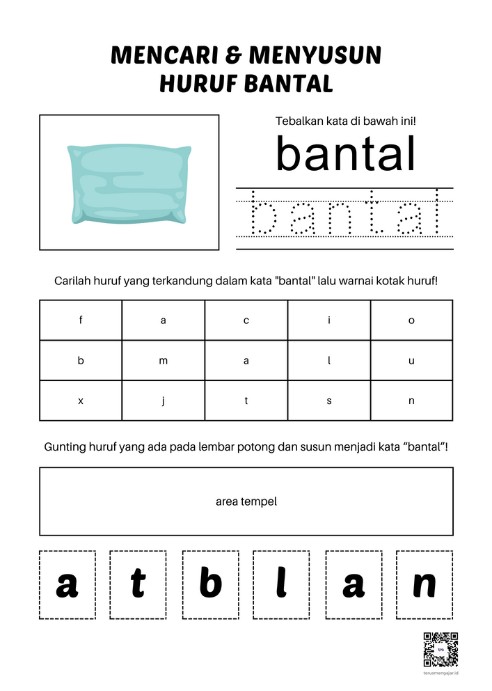 MENCARI & MENYUSUN
HURUF BANTAL
Tebalkan kata di bawah ini!
bantal
bantal
Carilah huruf yang terkandung dalam kata "bantal" lalu warnai kotak huruf!
f a c i o
b m a l u
x j t s n
Gunting huruf yang ada pada lembar potong dan susun menjadi kata “bantal”!
area tempel
a t b l a n